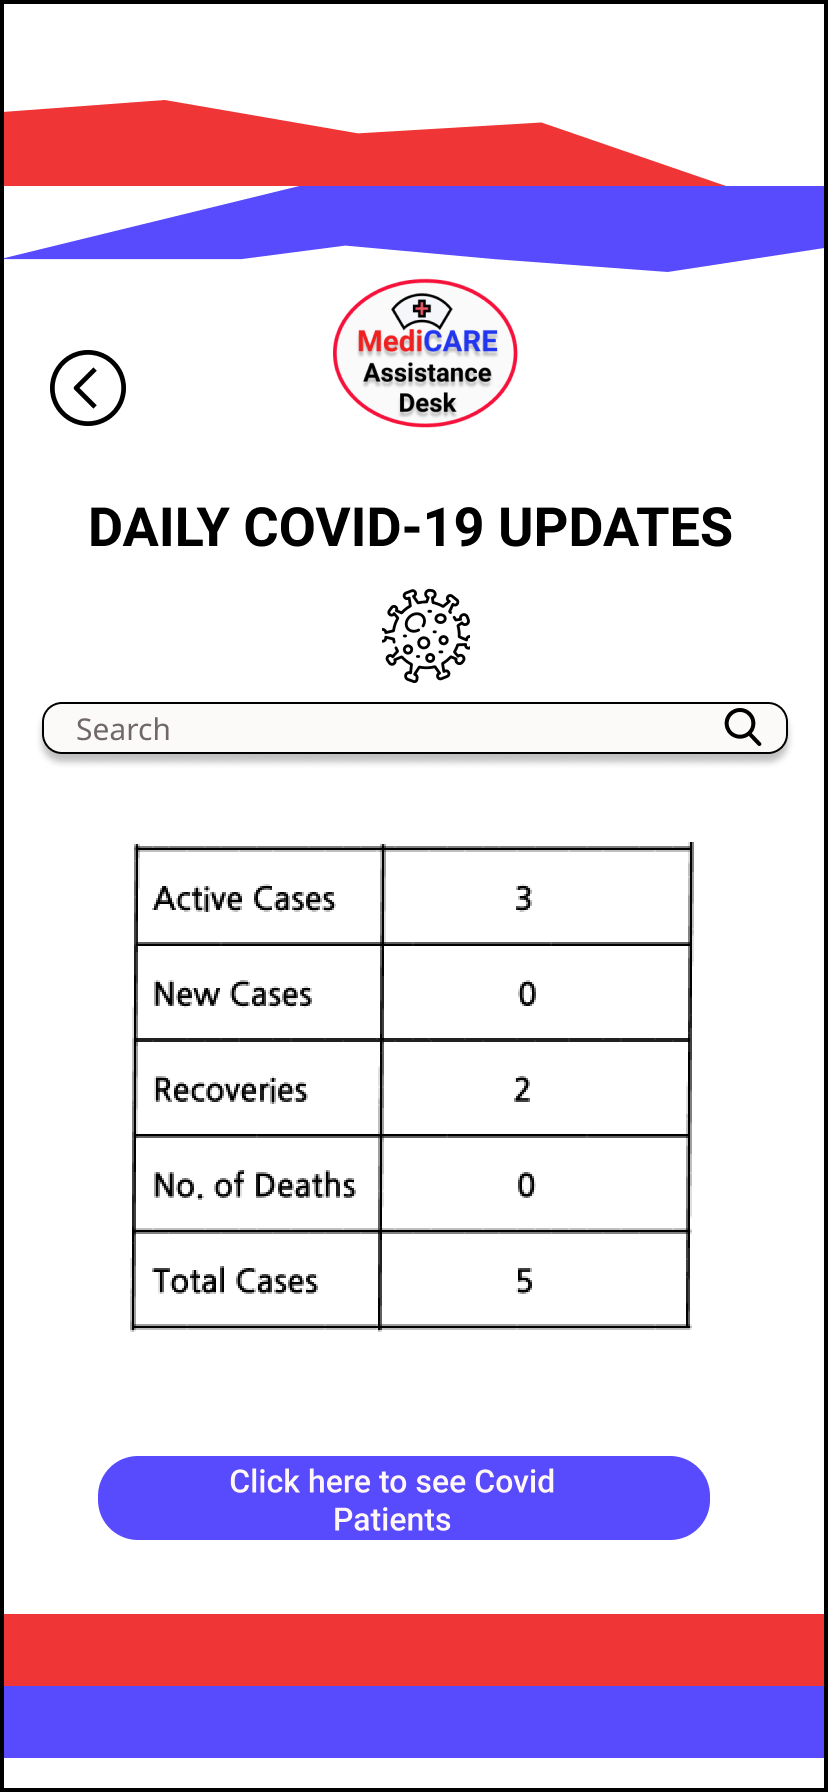 MediCARE
Assistance
Desk
DAILY COVID-19 UPDATES
Search
Active Cases 3
New Cases 0
Recoveries 2
No. of Deaths 0
Total Cases 5
Click here to see Covid
Patients